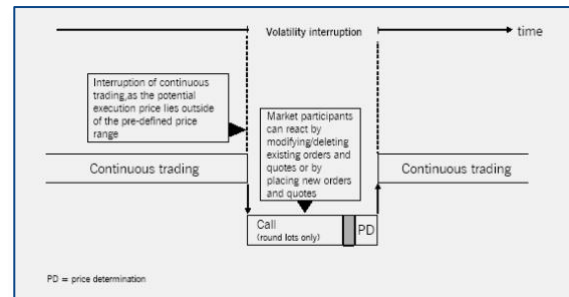 Volatility interruption
time
Interruption of continuous
trading,as the potential
execution price lies outside
of the pre-defined price
range
Market participants
can react by
modifying/deleting
existing orders and
quotes or by
placing new orders
and quotes
Continuous trading
Continuous trading
Call
(round lots only)
PD
PD = price determination